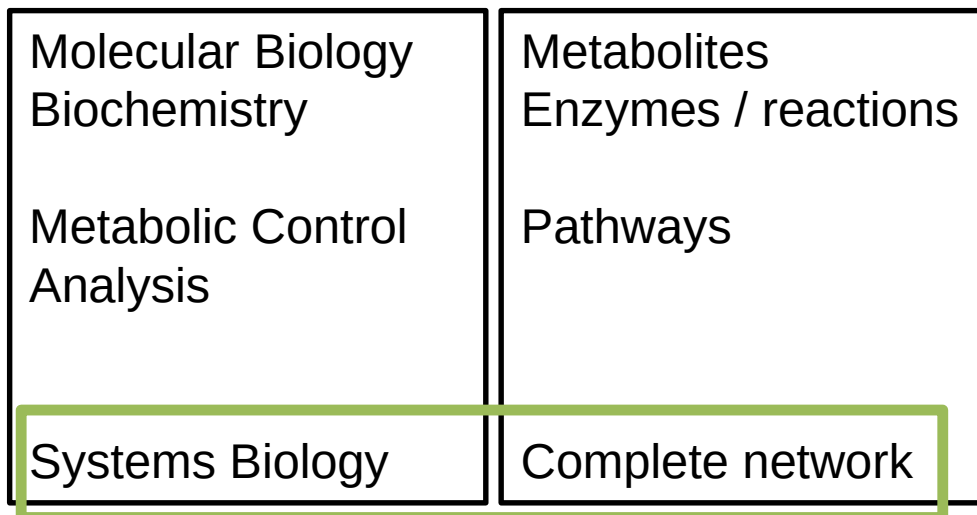 Molecular Biology
Biochemistry
Metabolic Control
Analysis
Systems Biology
Metabolites
Enzymes / reactions
Pathways
Complete network